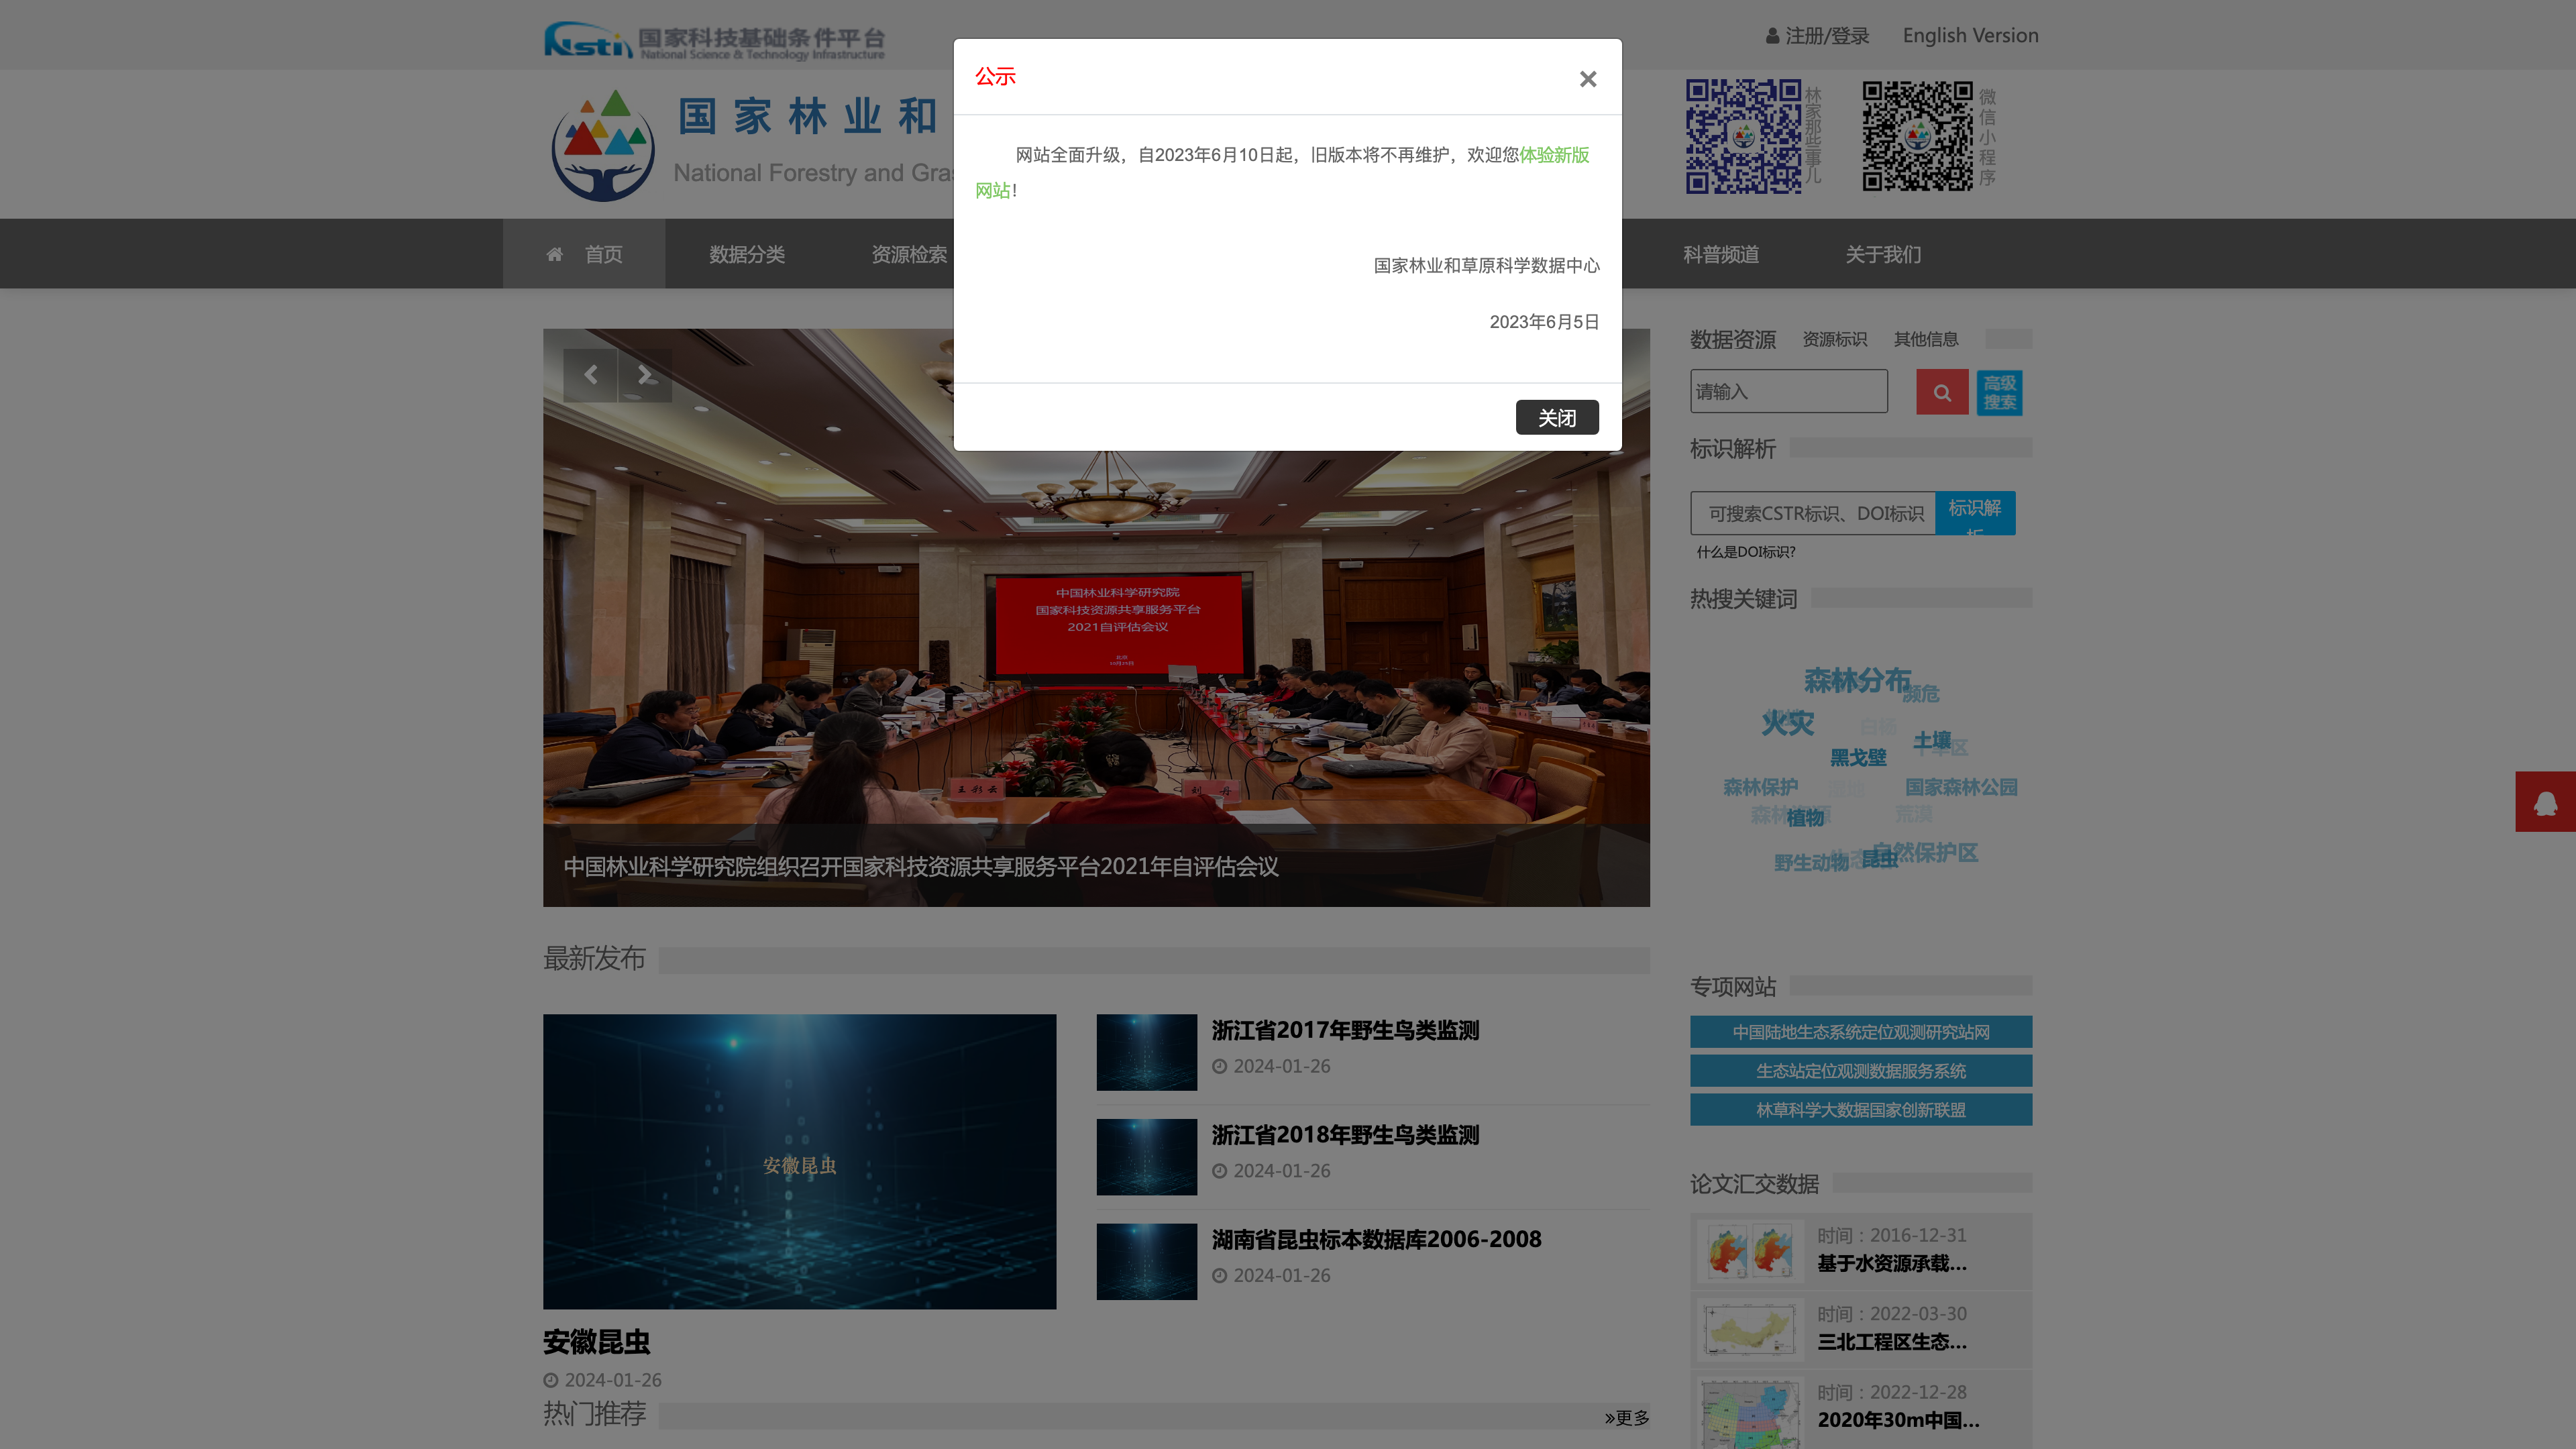 国家科技基础条件平台
National Science & Technology Infrastructure
注册/登录
English Version
公示
×
网站全面升级，自2023年6月10日起，旧版本将不再维护，欢迎您体验新版
网站！
国家林业和草原科学数据中心
2023年6月5日
关闭
国家林业和
National Forestry and Gra
林家那些事儿
微信小程序
首页
数据分类
资源检索
科普频道
关于我们
中国林业科学研究院
国家科技资源共享服务平台
2021自评估会议
中国林业科学研究院组织召开国家科技资源共享服务平台2021年自评估会议
数据资源
资源标识
其他信息
请输入
高级
搜索
标识解析
可搜索CSTR标识、DOI标识
标识解
析
什么是DOI标识?
热搜关键词
森林分布
濒危
火灾
白杨
土壤
黑戈壁
森林保护
国家森林公园
植物
荒漠
野生动物
昆虫
自然保护区
最新发布
安徽昆虫
安徽昆虫
2024-01-26
浙江省2017年野生鸟类监测
2024-01-26
浙江省2018年野生鸟类监测
2024-01-26
湖南省昆虫标本数据库2006-2008
2024-01-26
热门推荐
»更多
专项网站
中国陆地生态系统定位观测研究站网
生态站定位观测数据服务系统
林草科学大数据国家创新联盟
论文汇交数据
时间：2016-12-31
基于水资源承载...
时间：2022-03-30
三北工程区生态...
时间：2022-12-28
2020年30m中国...